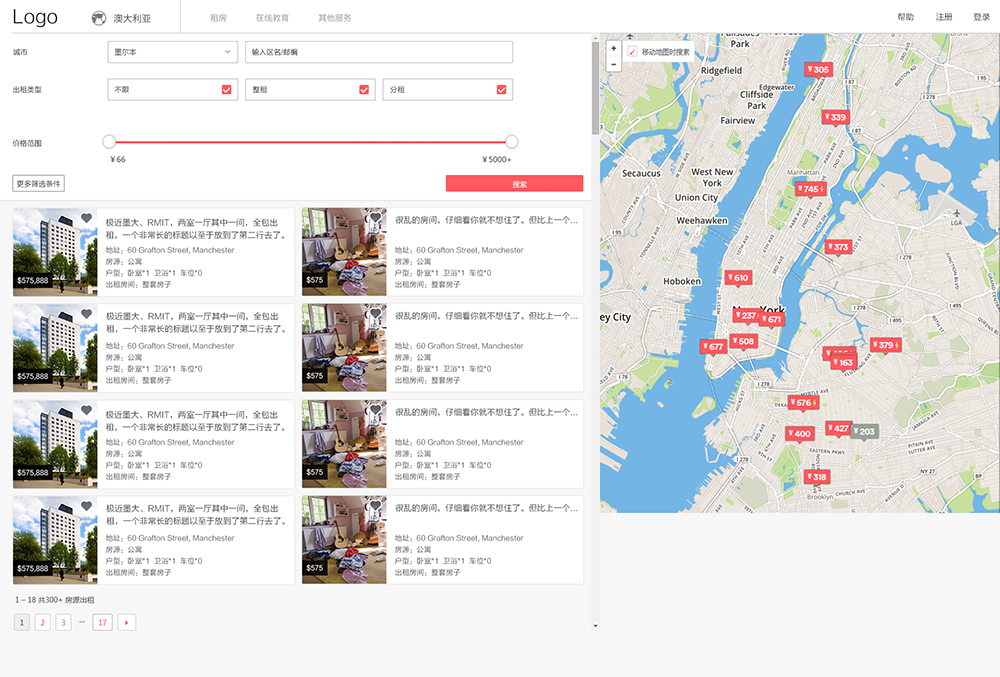 Logo
澳大利亚
租房
在线教育
其他服务
帮助
注册
登录
城市
墨尔本
输入区名/邮编
出租类型
不限
整租
分租
价格范围
¥ 66
¥ 5000+
更多筛选条件
搜索
极近墨大、RMIT，两室一厅其中一间，全包出
租，一个非常长的标题以至于放到了第二行去了。
地址：60 Grafton Street, Manchester
房源：公寓
户型：卧室*1 卫浴*1 车位*0
出租房间：整套房子
$575,888
很乱的房间，仔细看你就不想住了。但比上一个...
地址：60 Grafton Street, Manchester
房源：公寓
户型：卧室*1 卫浴*1 车位*0
出租房间：整套房子
$575
极近墨大、RMIT，两室一厅其中一间，全包出
租，一个非常长的标题以至于放到了第二行去了。
地址：60 Grafton Street, Manchester
房源：公寓
户型：卧室*1 卫浴*1 车位*0
出租房间：整套房子
$575,888
很乱的房间，仔细看你就不想住了。但比上一个...
地址：60 Grafton Street, Manchester
房源：公寓
户型：卧室*1 卫浴*1 车位*0
出租房间：整套房子
$575
极近墨大、RMIT，两室一厅其中一间，全包出
租，一个非常长的标题以至于放到了第二行去了。
地址：60 Grafton Street, Manchester
房源：公寓
户型：卧室*1 卫浴*1 车位*0
出租房间：整套房子
$575,888
很乱的房间，仔细看你就不想住了。但比上一个...
地址：60 Grafton Street, Manchester
房源：公寓
户型：卧室*1 卫浴*1 车位*0
出租房间：整套房子
$575
极近墨大、RMIT，两室一厅其中一间，全包出
租，一个非常长的标题以至于放到了第二行去了。
地址：60 Grafton Street, Manchester
房源：公寓
户型：卧室*1 卫浴*1 车位*0
出租房间：整套房子
$575,888
很乱的房间，仔细看你就不想住了。但比上一个...
地址：60 Grafton Street, Manchester
房源：公寓
户型：卧室*1 卫浴*1 车位*0
出租房间：整套房子
$575
1 – 18 共300+ 房源出租
1 2 3 ... 17
+
-
移动地图时搜索
Park
Ridgefield
Edgewater
Cliffside
Park
Fairview
Secaucus
West New
York
Union City
Weehawken
Manhattan
Hoboken
ey City
New York
LGA
Brooklyn
¥ 305
¥ 339
¥ 745
¥ 373
¥ 610
¥ 237
¥ 671
¥ 677
¥ 508
¥ 379
¥ 163
¥ 576
¥ 400
¥ 427
¥ 203
¥ 318
I 95
I 278
I 87
I 278
I 95
I 278
I 495
I 495
I 678
I 78
I 278
I 278
I 278
NY 27
MYRTLE AVE
JAMAICA AVE
PITKIN AVE
SUTTER AVE
EASTERN PKWY
CHURCH AVE